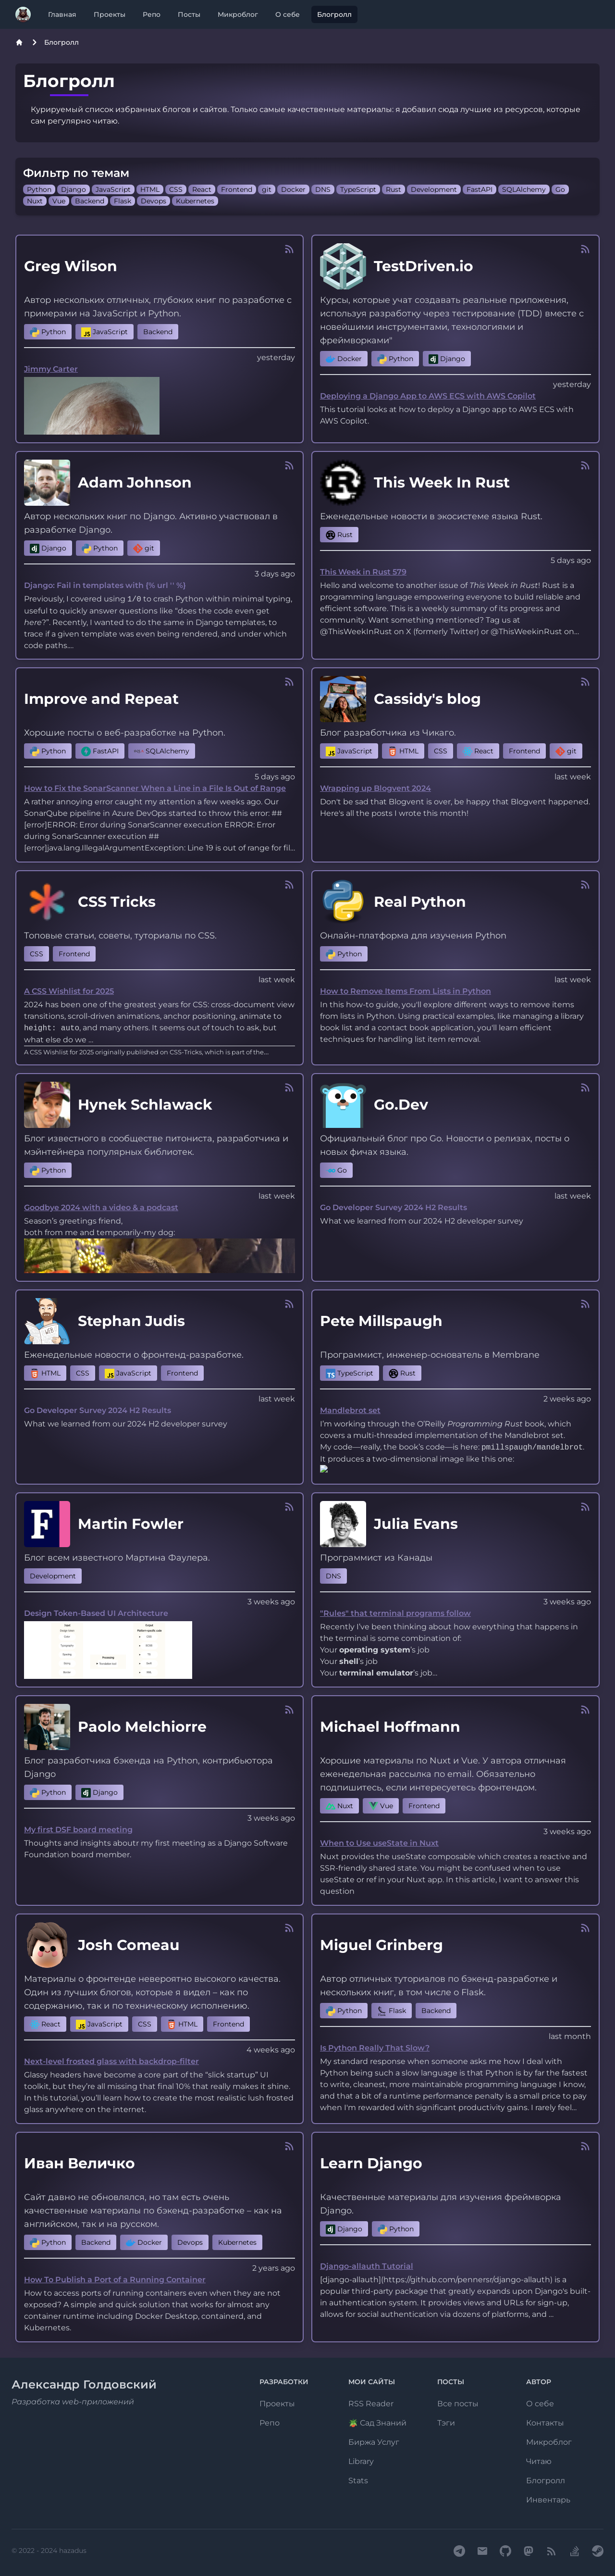 Главная Проекты Репо Посты Микроблог О себе Блогролл
Блогролл
Блогролл
Курируемый список избранных блогов и сайтов. Только самые качественные материалы: я добавил сюда лучшие из ресурсов, которые
сам регулярно читаю.
Фильтр по темам
Python Django JavaScript HTML CSS React Frontend git Docker DNS TypeScript Rust Development FastAPI SQLAlchemy Go
Nuxt Vue Backend Flask Devops Kubernetes
Greg Wilson
Автор нескольких отличных, глубоких книг по разработке с
примерами на JavaScript и Python.
Python JavaScript Backend
yesterday
Jimmy Carter
TestDriven.io
Курсы, которые учат создавать реальные приложения,
используя разработку через тестирование (TDD) вместе с
новейшими инструментами, технологиями и
фреймворками"
Docker Python Django
yesterday
Deploying a Django App to AWS ECS with AWS Copilot
This tutorial looks at how to deploy a Django app to AWS ECS with
AWS Copilot.
Adam Johnson
Автор нескольких книг по Django. Активно участвовал в
разработке Django.
Django Python git
3 days ago
Django: Fail in templates with {% url '' %}
Previously, I covered using 1/0 to crash Python within minimal typing,
useful to quickly answer questions like “does the code even get
here?”. Recently, I wanted to do the same in Django templates, to
trace if a given template was even being rendered, and under which
code paths....
This Week In Rust
Еженедельные новости в экосистеме языка Rust.
Rust
5 days ago
This Week in Rust 579
Hello and welcome to another issue of This Week in Rust! Rust is a
programming language empowering everyone to build reliable and
efficient software. This is a weekly summary of its progress and
community. Want something mentioned? Tag us at
@ThisWeekInRust on X (formerly Twitter) or @ThisWeekinRust on...
Improve and Repeat
Хорошие посты о веб-разработке на Python.
Python FastAPI SQLAlchemy
5 days ago
How to Fix the SonarScanner When a Line in a File Is Out of Range
A rather annoying error caught my attention a few weeks ago. Our
SonarQube pipeline in Azure DevOps started to throw this error: ##
[error]ERROR: Error during SonarScanner execution ERROR: Error
during SonarScanner execution ##
[error]java.lang.IllegalArgumentException: Line 19 is out of range for fil...
Cassidy's blog
Блог разработчика из Чикаго.
JavaScript HTML CSS React Frontend git
last week
Wrapping up Blogvent 2024
Don't be sad that Blogvent is over, be happy that Blogvent happened.
Here's all the posts I wrote this month!
CSS Tricks
Топовые статьи, советы, туториалы по CSS.
CSS Frontend
last week
A CSS Wishlist for 2025
2024 has been one of the greatest years for CSS: cross-document view
transitions, scroll-driven animations, anchor positioning, animate to
height: auto, and many others. It seems out of touch to ask, but
what else do we ...
A CSS Wishlist for 2025 originally published on CSS-Tricks, which is part of the...
Real Python
Онлайн-платформа для изучения Python
Python
last week
How to Remove Items From Lists in Python
In this how-to guide, you'll explore different ways to remove items
from lists in Python. Using practical examples, like managing a library
book list and a contact book application, you'll learn efficient
techniques for handling list item removal.
Hynek Schlawack
Блог известного в сообществе питониста, разработчика и
мэйнтейнера популярных библиотек.
Python
last week
Goodbye 2024 with a video & a podcast
Season’s greetings friend,
both from me and temporarily-my dog:
Go.Dev
Официальный блог про Go. Новости о релизах, посты о
новых фичах языка.
Go
last week
Go Developer Survey 2024 H2 Results
What we learned from our 2024 H2 developer survey
Stephan Judis
Еженедельные новости о фронтенд-разработке.
HTML CSS JavaScript Frontend
last week
Go Developer Survey 2024 H2 Results
What we learned from our 2024 H2 developer survey
Pete Millspaugh
Программист, инженер-основатель в Membrane
TypeScript Rust
2 weeks ago
Mandlebrot set
I’m working through the O’Reilly Programming Rust book, which
covers a multi-threaded implementation of the Mandlebrot set.
My code—really, the book’s code—is here: pmillspaugh/mandelbrot.
It produces a two-dimensional image like this one:
Martin Fowler
Блог всем известного Мартина Фаулера.
Development
3 weeks ago
Design Token-Based UI Architecture
Julia Evans
Программист из Канады
DNS
3 weeks ago
"Rules" that terminal programs follow
Recently I’ve been thinking about how everything that happens in
the terminal is some combination of:
Your operating system’s job
Your shell’s job
Your terminal emulator’s job...
Paolo Melchiorre
Блог разработчика бэкенда на Python, контрибьютора
Django
Python Django
3 weeks ago
My first DSF board meeting
Thoughts and insights aboutr my first meeting as a Django Software
Foundation board member.
Michael Hoffmann
Хорошие материалы по Nuxt и Vue. У автора отличная
еженедельная рассылка по email. Обязательно
подпишитесь, если интересуетесь фронтендом.
Nuxt Vue Frontend
3 weeks ago
When to Use useState in Nuxt
Nuxt provides the useState composable which creates a reactive and
SSR-friendly shared state. You might be confused when to use
useState or ref in your Nuxt app. In this article, I want to answer this
question
Josh Comeau
Материалы о фронтенде невероятно высокого качества.
Один из лучших блогов, которые я видел – как по
содержанию, так и по техническому исполнению.
React JavaScript CSS HTML Frontend
4 weeks ago
Next-level frosted glass with backdrop-filter
Glassy headers have become a core part of the “slick startup” UI
toolkit, but they’re all missing that final 10% that really makes it shine.
In this tutorial, you’ll learn how to create the most realistic lush frosted
glass anywhere on the internet.
Miguel Grinberg
Автор отличных туториалов по бэкенд-разработке и
нескольких книг, в том числе о Flask.
Python Flask Backend
last month
Is Python Really That Slow?
My standard response when someone asks me how I deal with
Python being such a slow language is that Python is by far the fastest
to write, cleanest, more maintainable programming language I know,
and that a bit of a runtime performance penalty is a small price to pay
when I'm rewarded with significant productivity gains. I rarely feel...
Иван Величко
Сайт давно не обновлялся, но там есть очень
качественные материалы по бэкенд-разработке – как на
английском, так и на русском.
Python Backend Docker Devops Kubernetes
2 years ago
How To Publish a Port of a Running Container
How to access ports of running containers even when they are not
exposed? A simple and quick solution that works for almost any
container runtime including Docker Desktop, containerd, and
Kubernetes.
Learn Django
Качественные материалы для изучения фреймворка
Django.
Django Python
Django-allauth Tutorial
[django-allauth](https://github.com/pennersr/django-allauth) is a
popular third-party package that greatly expands upon Django's built-
in authentication system. It provides views and URLs for sign-up,
allows for social authentication via dozens of platforms, and ...
Александр Голдовский
Разработка web-приложений
РАЗРАБОТКИ
Проекты
Репо
МОИ САЙТЫ
RSS Reader
Сад Знаний
Биржа Услуг
Library
Stats
ПОСТЫ
Все посты
Тэги
АВТОР
О себе
Контакты
Микроблог
Читаю
Блогролл
Инвентарь
© 2022 - 2024 hazadus